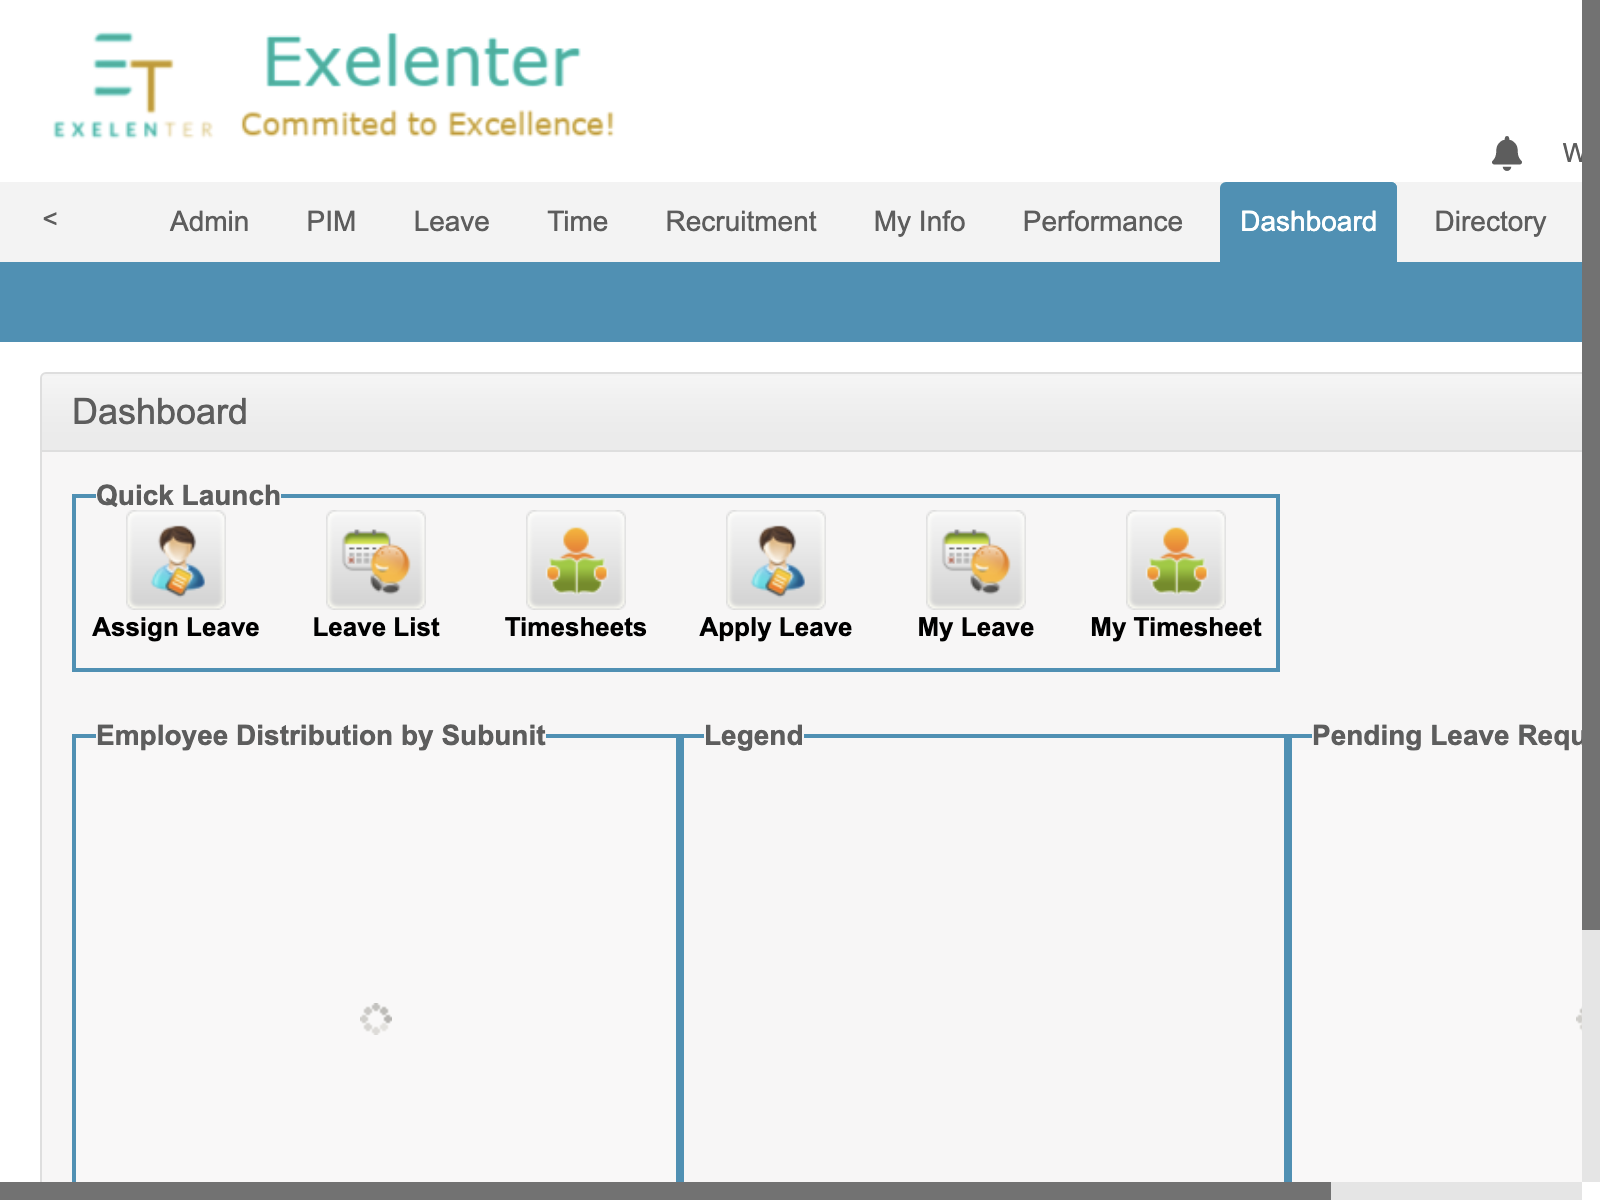 EXELENTER
Exelenter
Commited to Excellence!
<
Admin
PIM
Leave
Time
Recruitment
My Info
Performance
Dashboard
Directory
Dashboard
Quick Launch
Assign Leave
Leave List
Timesheets
Apply Leave
My Leave
My Timesheet
Employee Distribution by Subunit
Legend
Pending Leave